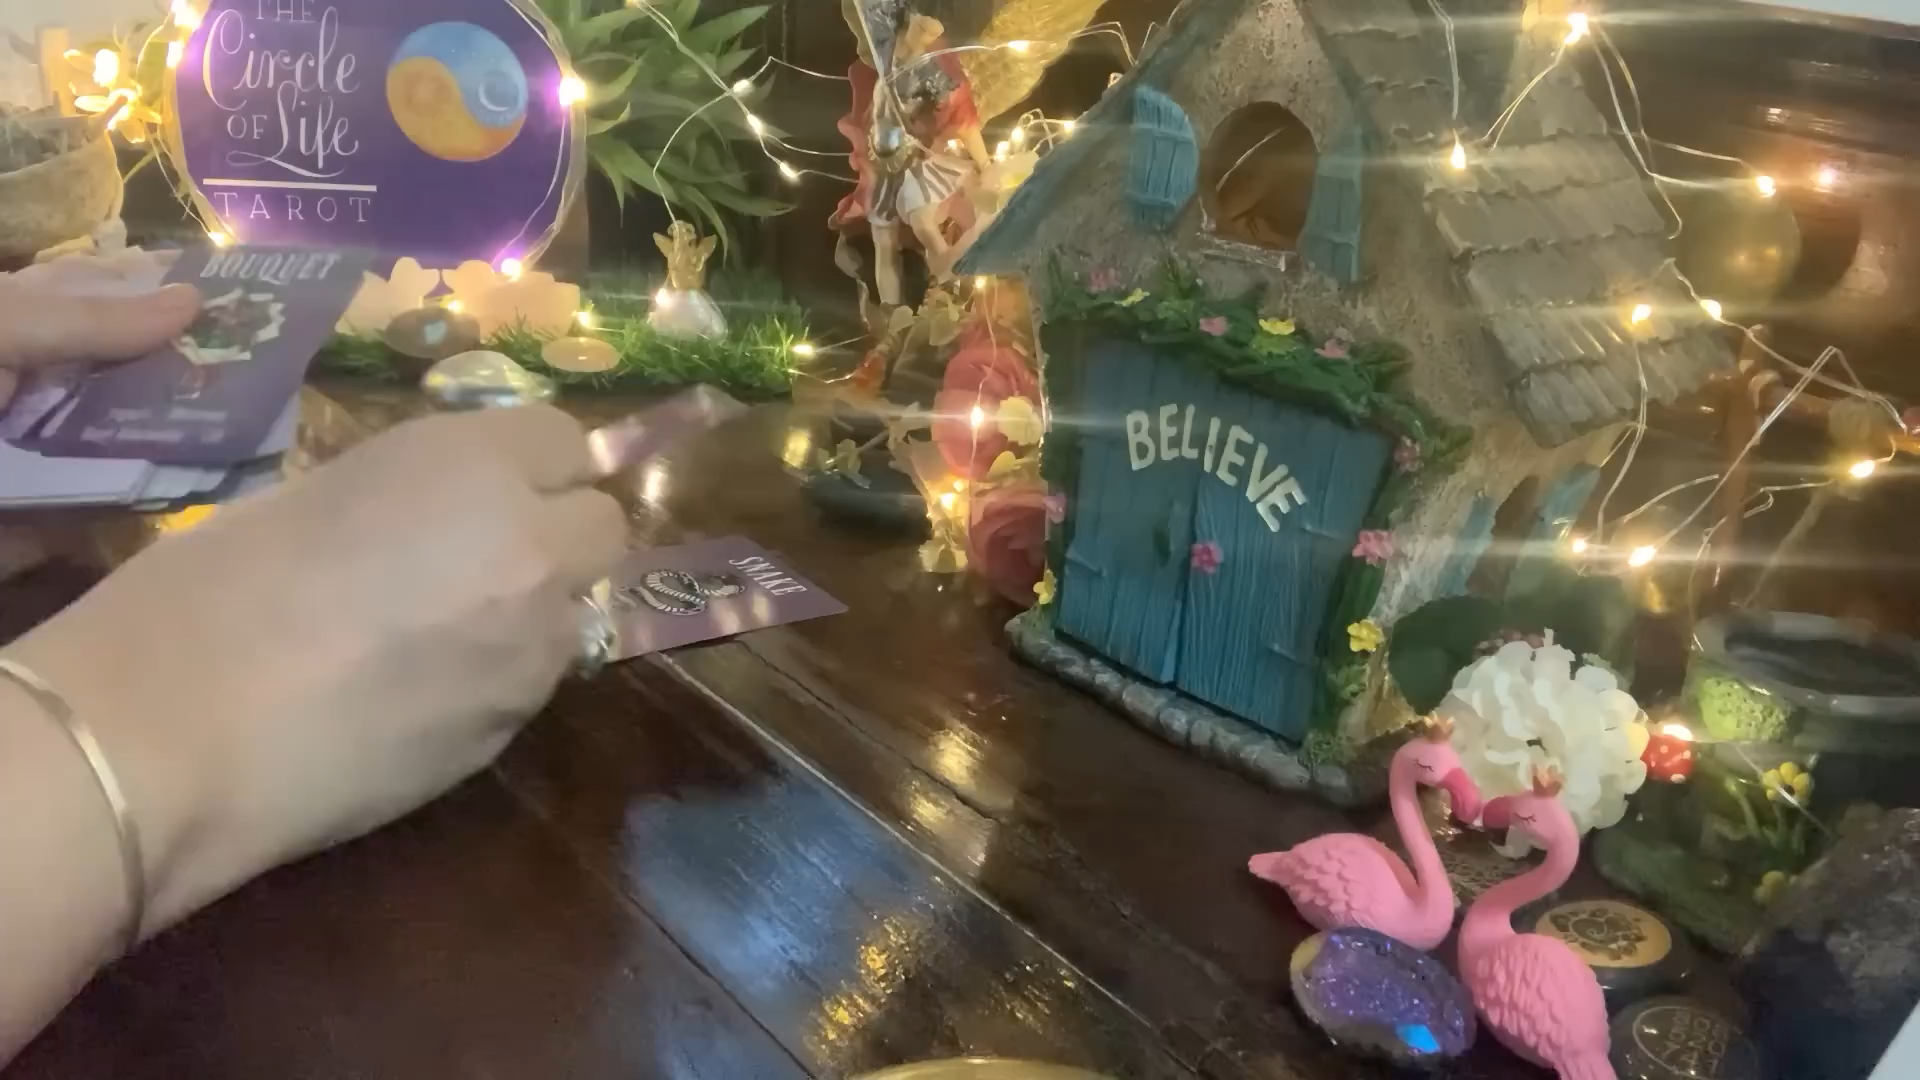 THE
Circle
OF Life
TAROT
BOUQUET
SNAKE
BELIEVE